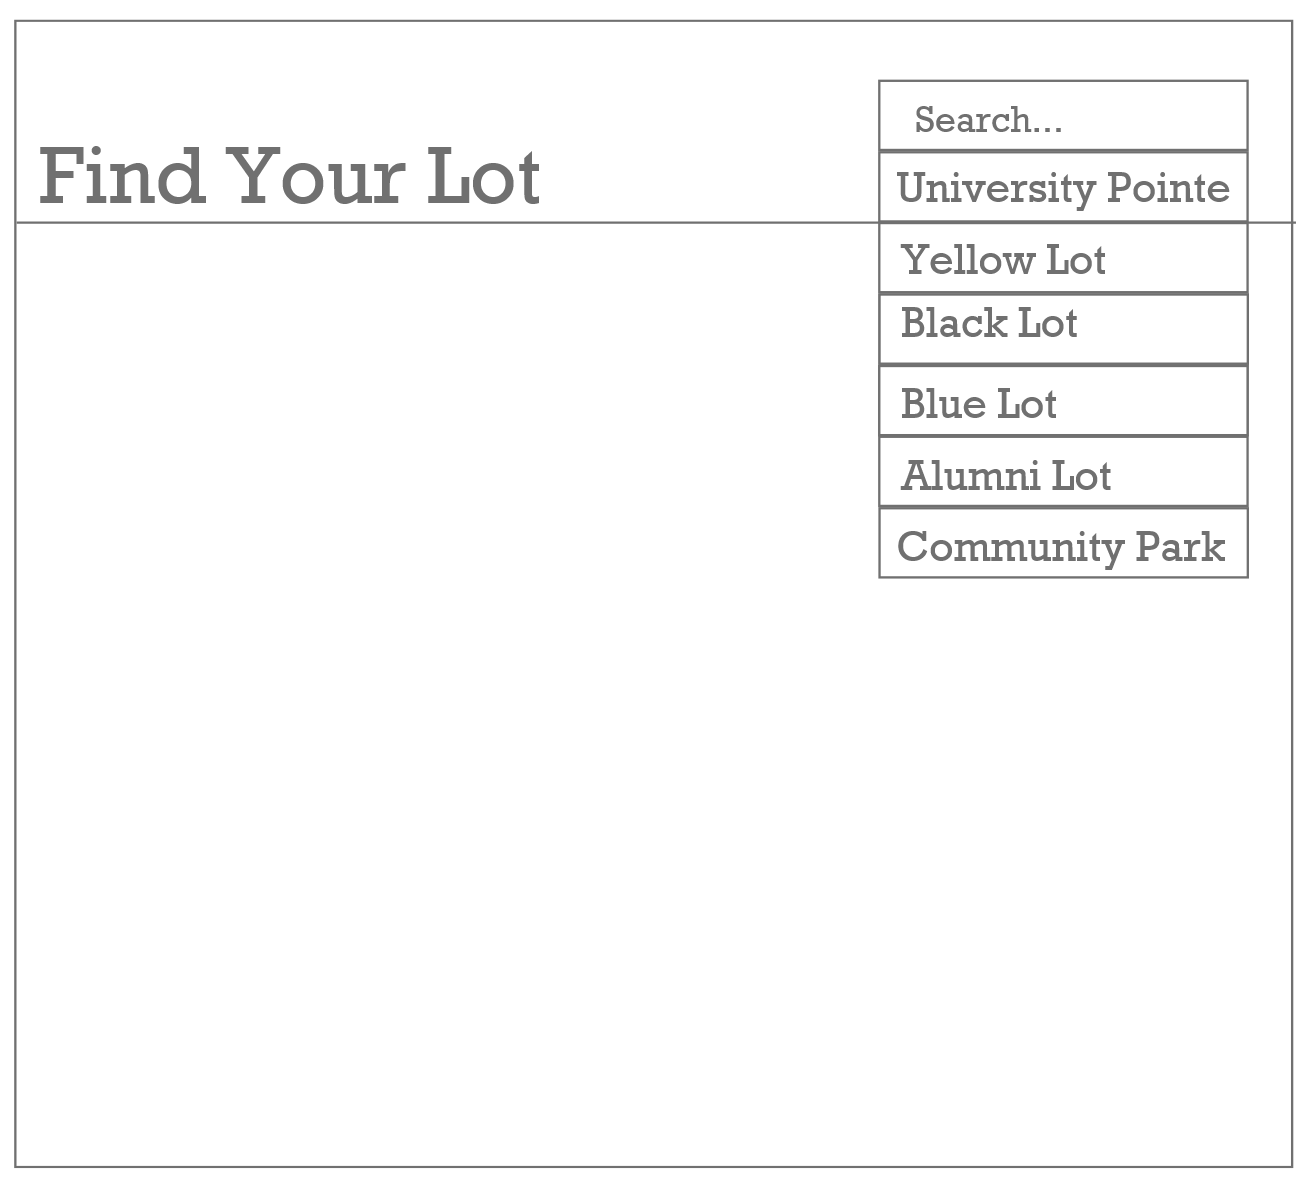 Find Your Lot
Search...
University Pointe
Yellow Lot
Black Lot
Blue Lot
Alumni Lot
Community Park